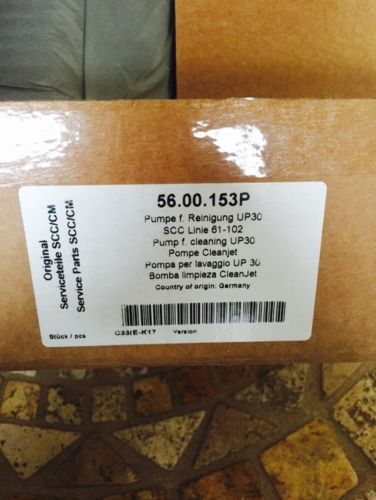 Original
Serviceteile SCC/CM
Service Parts SCC/CM
56.00.153P
Pumpe f. Reinigung UP30
SCC Linie 61-102
Pump f. cleaning UP30
Pompe Cleanjet
Pompa per lavaggio UP 30
Bomba limpieza CleanJet
Country of origin: Germany
Stück / pcs
Version